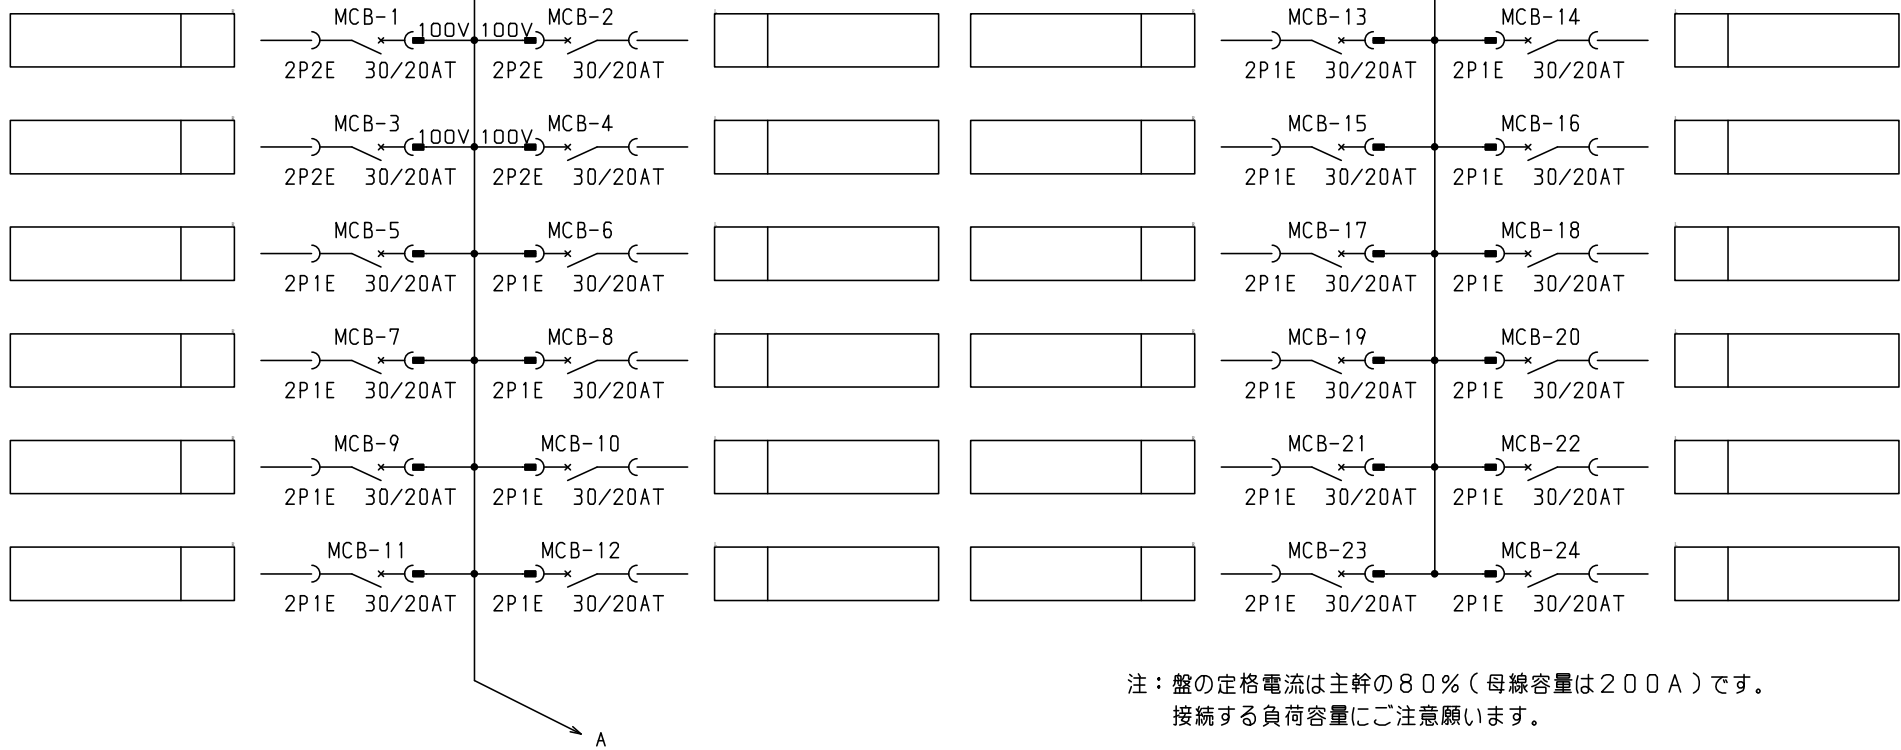 MCB-1 100V 100V MCB-2
2P2E 30/20AT 2P2E 30/20AT
MCB-3 100V 100V MCB-4
2P2E 30/20AT 2P2E 30/20AT
MCB-5 MCB-6
2P1E 30/20AT 2P1E 30/20AT
MCB-7 MCB-8
2P1E 30/20AT 2P1E 30/20AT
MCB-9 MCB-10
2P1E 30/20AT 2P1E 30/20AT
MCB-11 MCB-12
2P1E 30/20AT 2P1E 30/20AT
A
MCB-13 MCB-14
2P1E 30/20AT 2P1E 30/20AT
MCB-15 MCB-16
2P1E 30/20AT 2P1E 30/20AT
MCB-17 MCB-18
2P1E 30/20AT 2P1E 30/20AT
MCB-19 MCB-20
2P1E 30/20AT 2P1E 30/20AT
MCB-21 MCB-22
2P1E 30/20AT 2P1E 30/20AT
MCB-23 MCB-24
2P1E 30/20AT 2P1E 30/20AT
注：盤の定格電流は主幹の８０％（母線容量は２００Ａ）です。
接続する負荷容量にご注意願います。